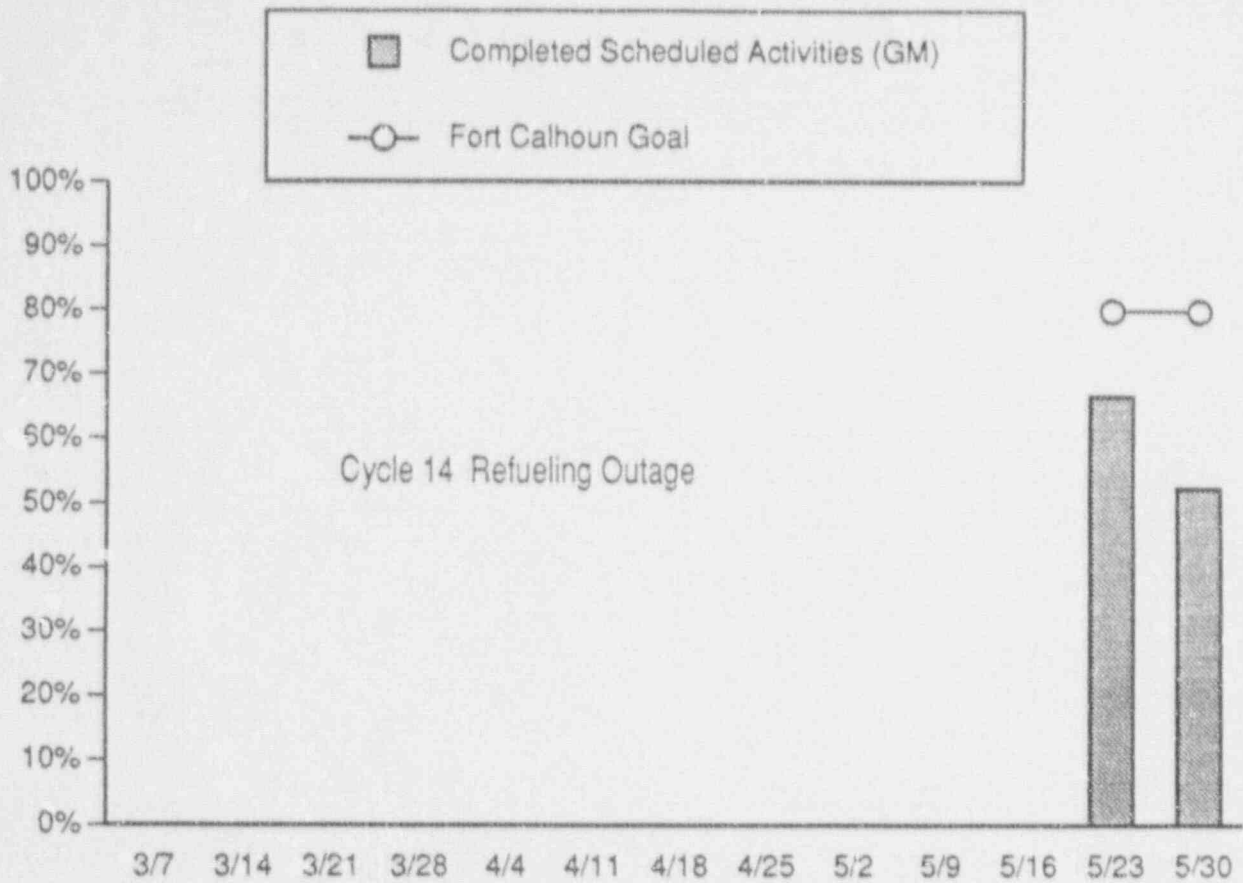 Completed Scheduled Activities (GM)
Fort Calhoun Goal
100%
90%
80%
70%
60%
50%
40%
30%
20%
10%
0%
Cycle 14 Refueling Outage
3/7 3/14 3/21 3/28 4/4 4/11 4/18 4/25 5/2 5/9 5/16 5/23 5/30